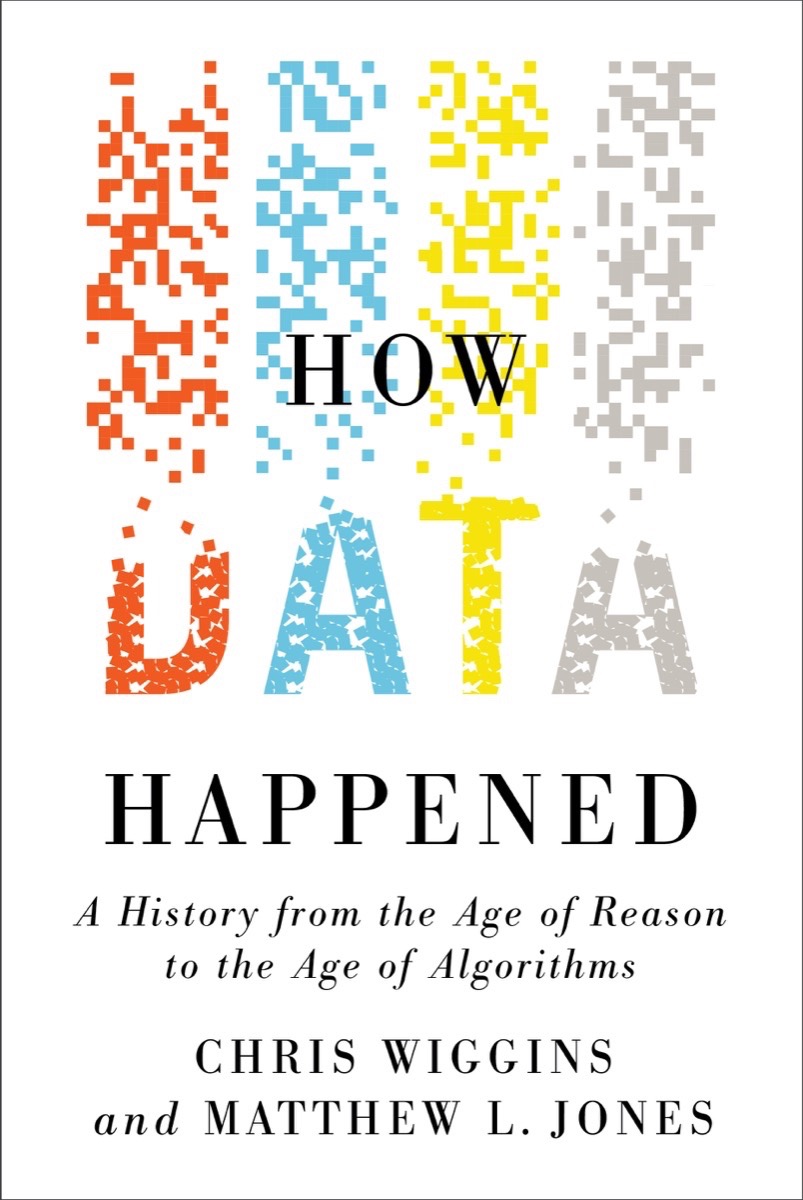 HOW
DATA
HAPPENED
A History from the Age of Reason
to the Age of Algorithms
CHRIS WIGGINS
and MATTHEW L. JONES